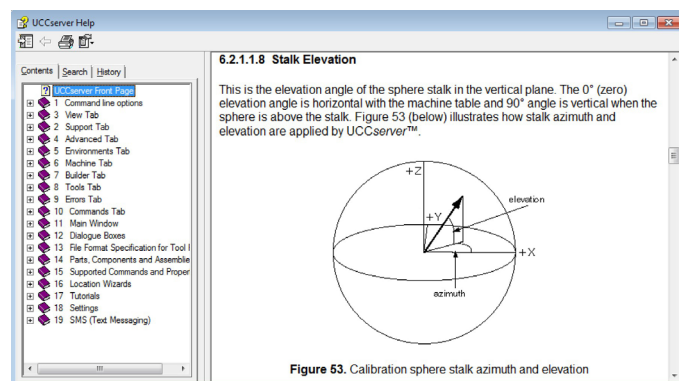 UCCserver Help
Contents Search History
UCCserver Front Page
1 Command line options
3 View Tab
2 Support Tab
4 Advanced Tab
5 Environments Tab
6 Machine Tab
7 Builder Tab
8 Tools Tab
9 Errors Tab
10 Commands Tab
11 Main Window
12 Dialogue Boxes
13 File Format Specification for Tool I
14 Parts, Components and Assemblie
15 Supported Commands and Proper
16 Location Wizards
17 Tutorials
18 Settings
19 SMS (Text Messaging)
6.2.1.1.8 Stalk Elevation
This is the elevation angle of the sphere stalk in the vertical plane. The 0° (zero)
elevation angle is horizontal with the machine table and 90° angle is vertical when the
sphere is above the stalk. Figure 53 (below) illustrates how stalk azimuth and
elevation are applied by UCCserver™.
+Z
elevation
+Y
+X
azimuth
Figure 53. Calibration sphere stalk azimuth and elevation